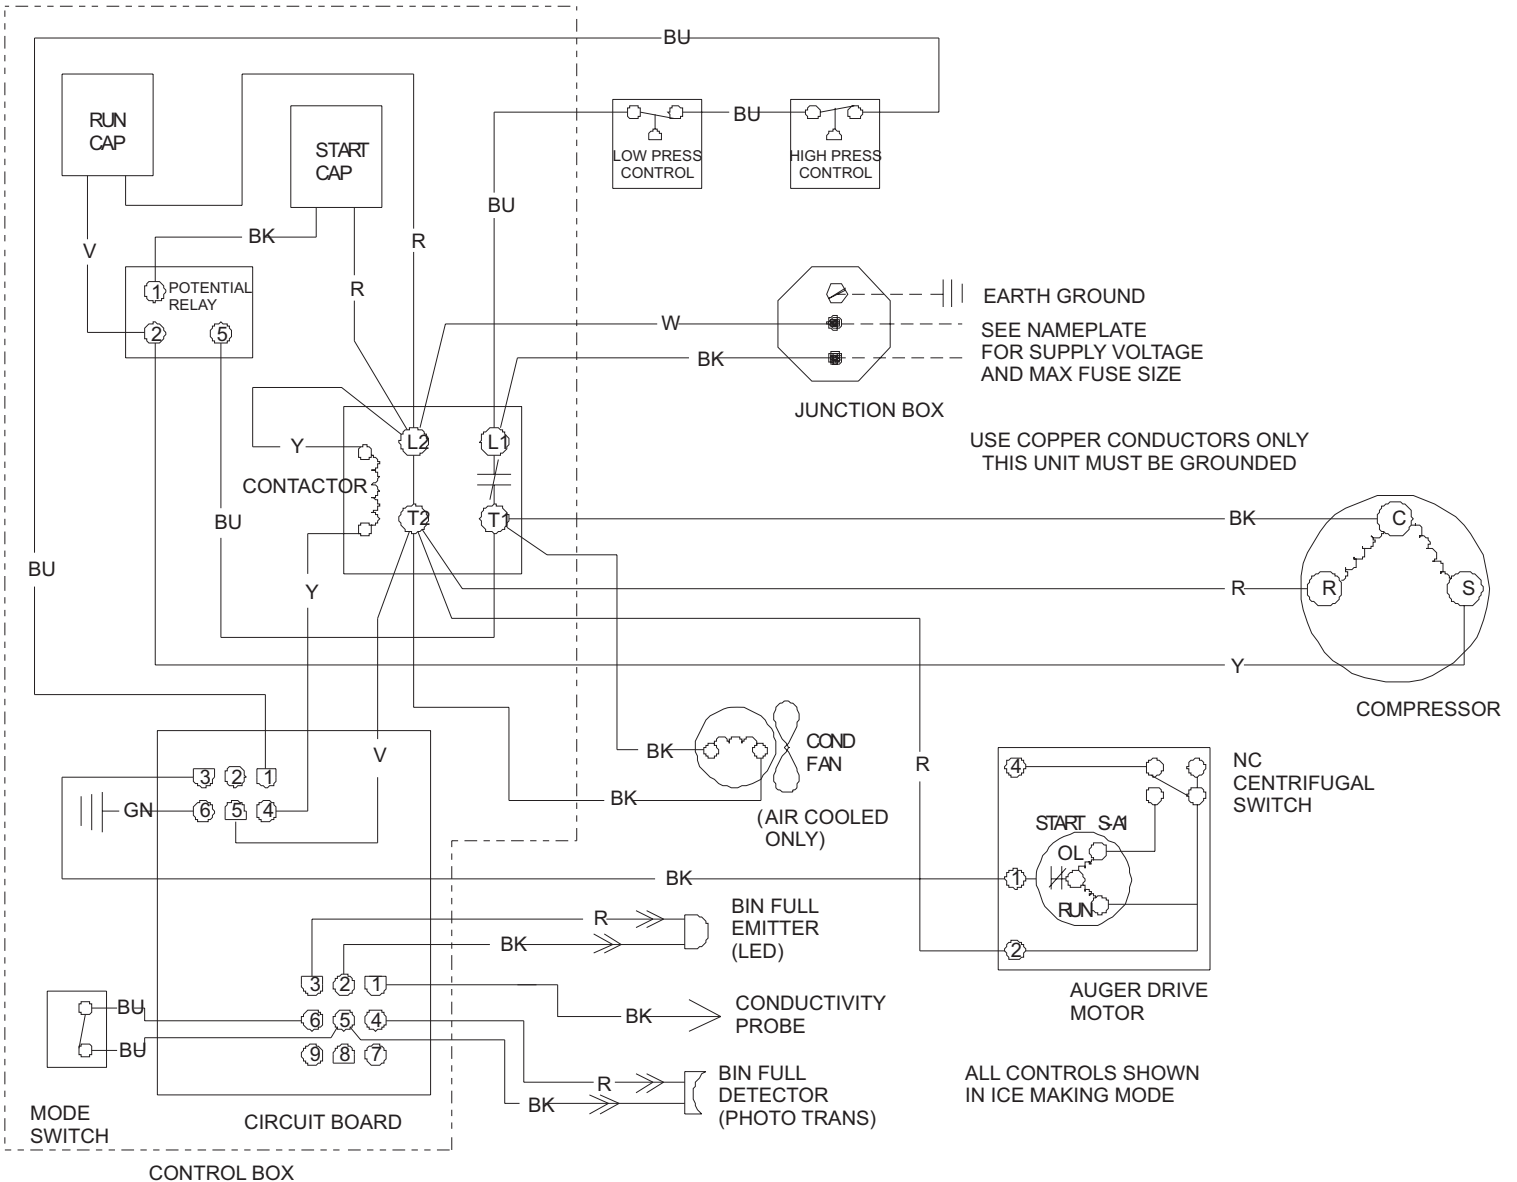 BU
RUN
CAP
START
CAP
BU
LOW PRESS
CONTROL
HIGH PRESS
CONTROL
BU
V
BK
R
R
1
POTENTIAL
RELAY
2
5
EARTH GROUND
W
SEE NAMEPLATE
FOR SUPPLY VOLTAGE
AND MAX FUSE SIZE
BK
JUNCTION BOX
USE COPPER CONDUCTORS ONLY
THIS UNIT MUST BE GROUNDED
Y
L2
L1
CONTACTOR
T2
T1
BU
BK
C
BU
Y
R
R
S
Y
COMPRESSOR
V
BK
COND
FAN
R
BK
(AIR COOLED
ONLY)
3
2
1
GN
6
5
4
4
NC
CENTRIFUGAL
SWITCH
START
S-A1
OL
BK
1
RUN
2
AUGER DRIVE
MOTOR
R
BK
BIN FULL
EMITTER
(LED)
3
2
1
BU
6
5
4
BK
CONDUCTIVITY
PROBE
BU
9
8
7
R
BK
BIN FULL
DETECTOR
(PHOTO TRANS)
ALL CONTROLS SHOWN
IN ICE MAKING MODE
MODE
SWITCH
CIRCUIT BOARD
CONTROL BOX